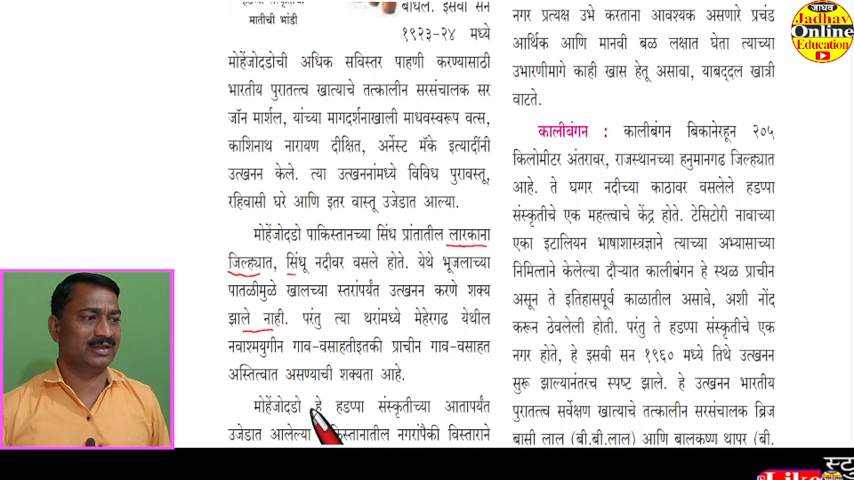 मातीची भांडी
बांधले. इसवी सन
१९२३-२४ मध्ये
मोहेंजोदडोची अधिक सविस्तर पाहणी करण्यासाठी
भारतीय पुरातत्त्व खात्याचे तत्कालीन सरसंचालक सर
जॉन मार्शल, यांच्या मागदर्शनाखाली माधवस्वरूप वत्स,
काशिनाथ नारायण दीक्षित, अर्नेस्ट मॅके इत्यादींनी
उत्खनन केले. त्या उत्खननांमध्ये विविध पुरावस्तू,
रहिवासी घरे आणि इतर वास्तू उजेडात आल्या.
मोहेंजोदडो पाकिस्तानच्या सिंध प्रांतातील लारकाना
जिल्ह्यात, सिंधू नदीवर वसले होते. येथे भूजलाच्या
पातळीमुळे खालच्या स्तरांपर्यंत उत्खनन करणे शक्य
झाले नाही. परंतु त्या थरांमध्ये मेहेरगढ येथील
नवाश्मयुगीन गाव-वसाहतीइतकी प्राचीन गाव-वसाहत
अस्तित्वात असण्याची शक्यता आहे.
मोहेंजोदडो हे हडप्पा संस्कृतीच्या आतापर्यंत
उजेडात आलेल्या नगरांपैकी विस्ताराने
नगर प्रत्यक्ष उभे करताना आवश्यक असणारे प्रचंड
आर्थिक आणि मानवी बळ लक्षात घेता त्याच्या
उभारणीमागे काही खास हेतू असावा, याबद्दल खात्री
वाटते.
कालीबंगन : कालीबंगन बिकानेरहून २०५
किलोमीटर अंतरावर, राजस्थानच्या हनुमानगढ जिल्ह्यात
आहे. ते घग्गर नदीच्या काठावर वसलेले हडप्पा
संस्कृतीचे एक महत्त्वाचे केंद्र होते. टेसिटोरी नावाच्या
एका इटालियन भाषाशास्त्रज्ञाने त्याच्या अभ्यासाच्या
निमित्ताने केलेल्या दौऱ्यात कालीबंगन हे स्थळ प्राचीन
असून ते इतिहासपूर्व काळातील असावे, अशी नोंद
करून ठेवलेली होती. परंतु ते हडप्पा संस्कृतीचे एक
नगर होते, हे इसवी सन १९६० मध्ये तिथे उत्खनन
सुरू झाल्यानंतरच स्पष्ट झाले. हे उत्खनन भारतीय
पुरातत्त्व सर्वेक्षण खात्याचे तत्कालीन सरसंचालक ब्रिज
बासी लाल (बी.बी.लाल) आणि बालकृष्ण थापर (बी.
जाधव
Jadhav
Online
Education
स्टु
Like